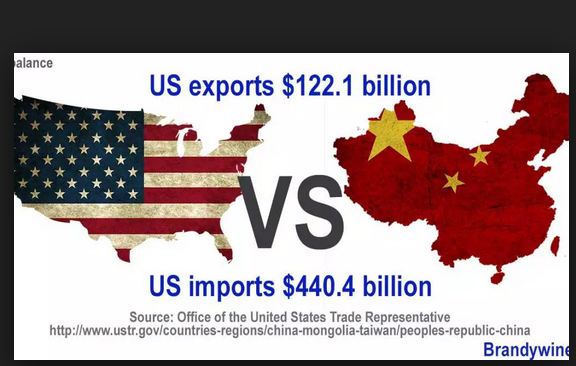 alance
US exports $122.1 billion
VS
US imports $440.4 billion
Source: Office of the United States Trade Representative
http://www.ustr.gov/countries-regions/china-mongolia-taiwan/peoples-republic-china
Brandywine